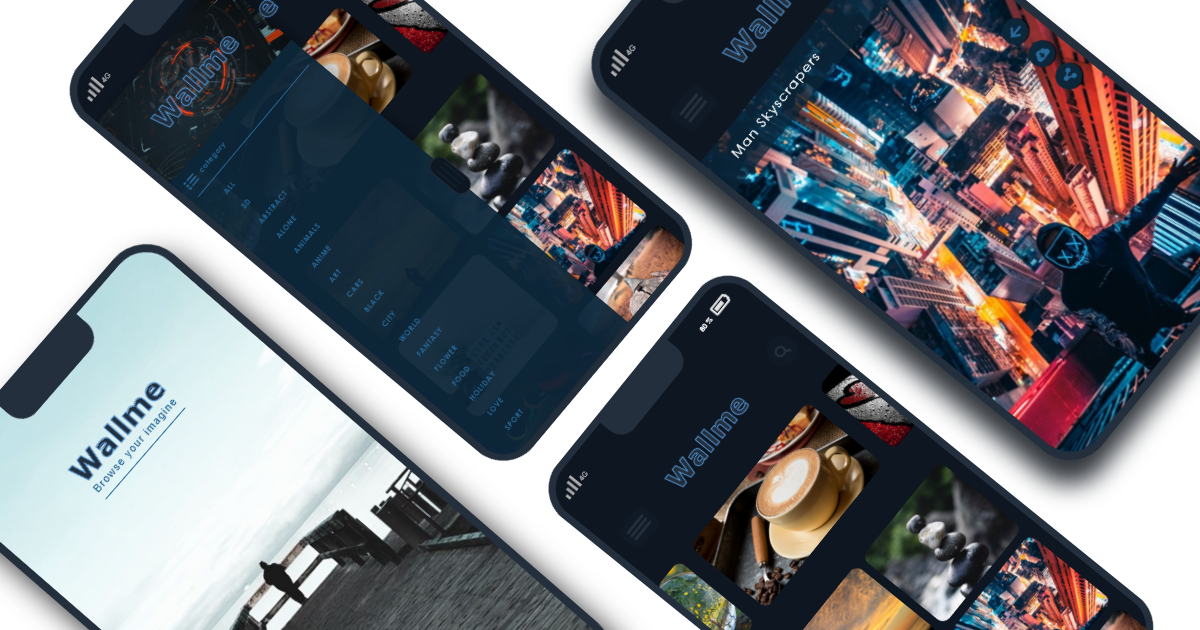 4G
Wallme
e
category
ALL
3D
ABSTRACT
ALONE
ANIMALS
ANIME
ART
CARS
BLACK
CITY
WORLD
FANTASY
FLOWER
FOOD
HOLIDAY
LOVE
SPORT
4G
Wallme
Man Skyscrapers
Wallme
Browse your imagine
80 %
4G
Wallme